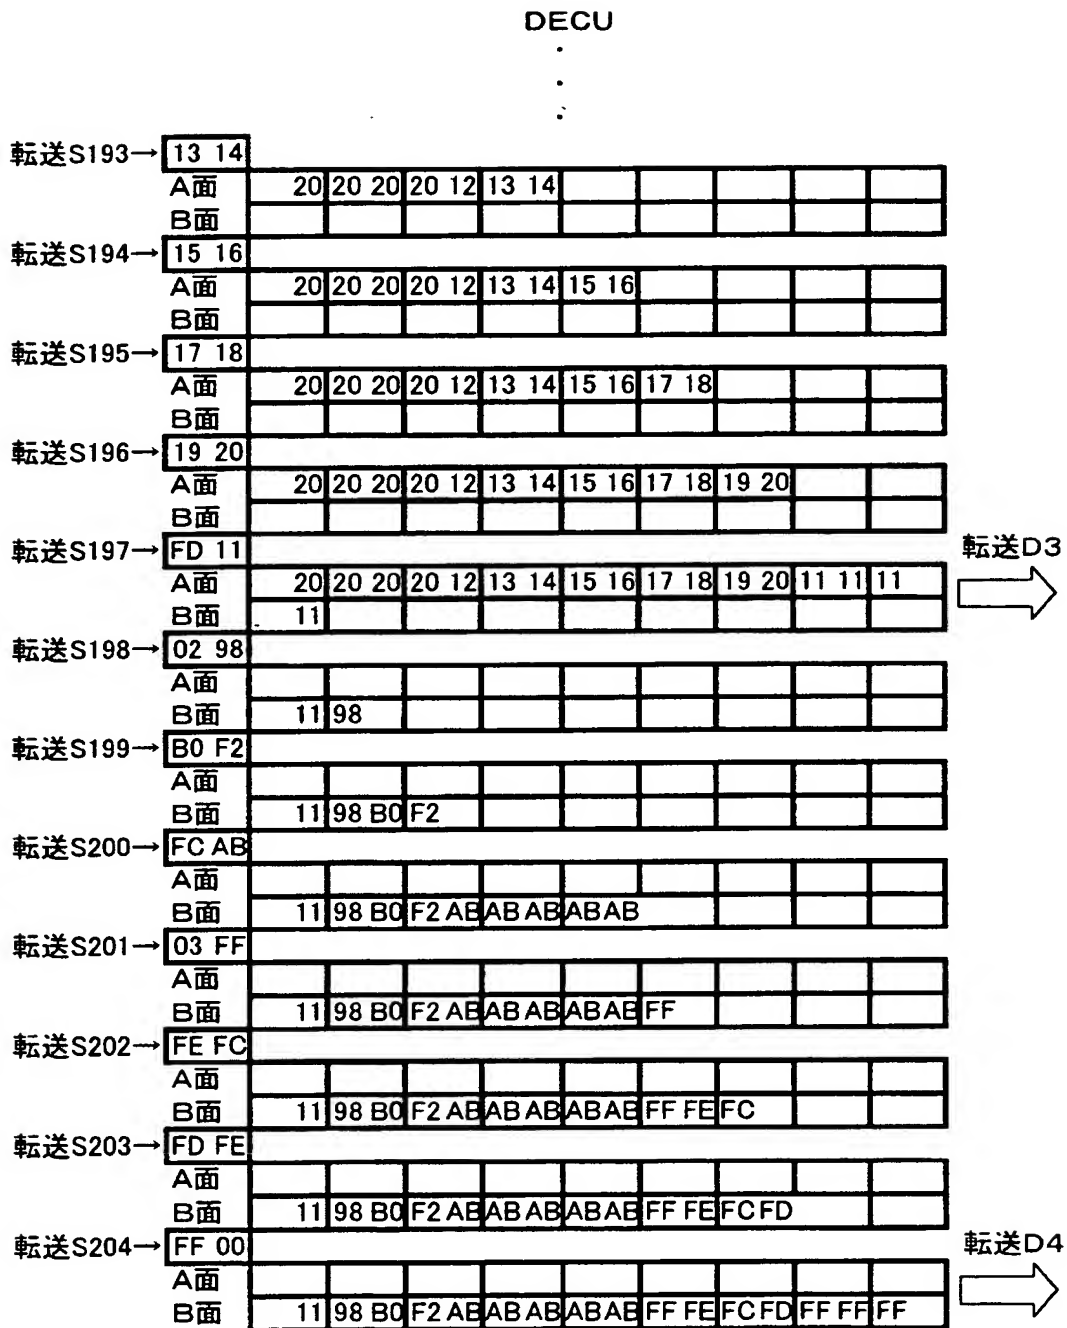 DECU
転送S193→ 13 14
A面 20 20 20 20 12 13 14
B面
転送S194→ 15 16
A面 20 20 20 20 12 13 14 15 16
B面
転送S195→ 17 18
A面 20 20 20 20 12 13 14 15 16 17 18
B面
転送S196→ 19 20
A面 20 20 20 20 12 13 14 15 16 17 18 19 20
B面
転送S197→ FD 11 転送D3
A面 20 20 20 20 12 13 14 15 16 17 18 19 20 11 11 11
B面 11
転送S198→ 02 98
A面
B面 11 98
転送S199→ B0 F2
A面
B面 11 98 B0 F2
転送S200→ FC AB
A面
B面 11 98 B0 F2 AB AB AB AB AB
転送S201→ 03 FF
A面
B面 11 98 B0 F2 AB AB AB AB AB FF
転送S202→ FE FC
A面
B面 11 98 B0 F2 AB AB AB AB AB FF FE FC
転送S203→ FD FE
A面
B面 11 98 B0 F2 AB AB AB AB AB FF FE FC FD
転送S204→ FF 00 転送D4
A面
B面 11 98 B0 F2 AB AB AB AB AB FF FE FC FD FF FF FF